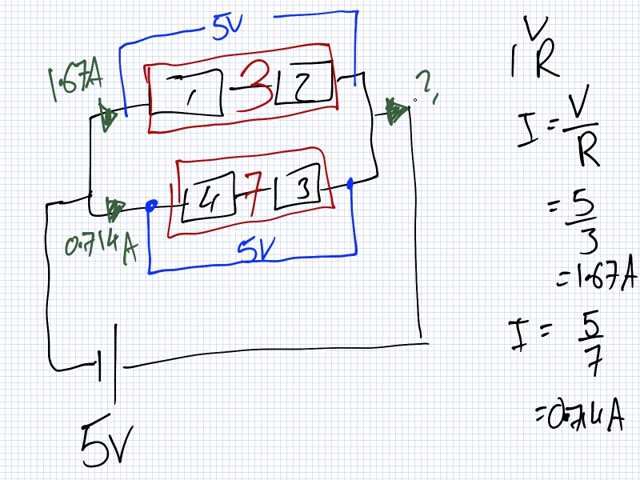 5V
1.67A
1
3
2
?
4
7
3
0.714A
5V
5V
V
I R
I = V/R
= 5/3
= 1.67A
I = 5/7
= 0.714A